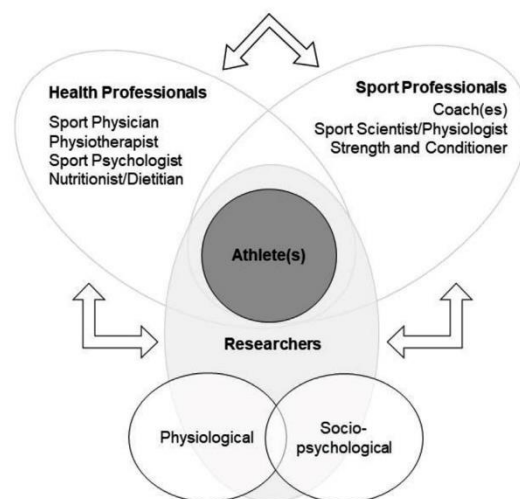 Health Professionals
Sport Physician
Physiotherapist
Sport Psychologist
Nutritionist/Dietitian
Sport Professionals
Coach(es)
Sport Scientist/Physiologist
Strength and Conditioner
Athlete(s)
Researchers
Physiological
Socio-
psychological